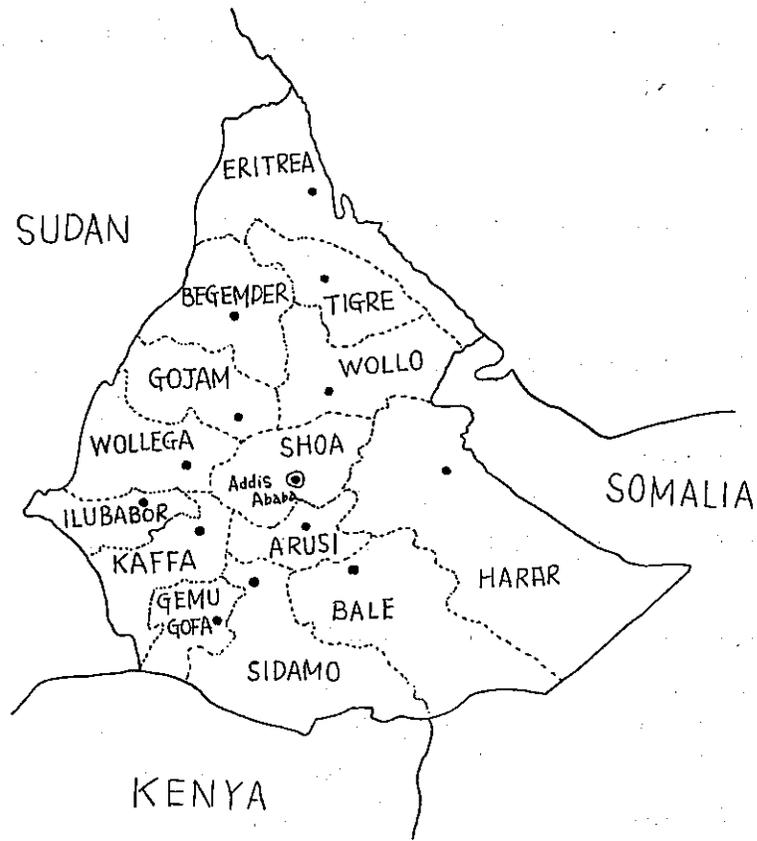 ERITREA
SUDAN
BEGEMDER
TIGRE
WOLLO
GOJAM
WOLLEGA
SHOA
Addis
Ababa
SOMALIA
ILUBABOR
ARUSI
KAFFA
HARAR
GEMU
GOFA
BALE
SIDAMO
KENYA